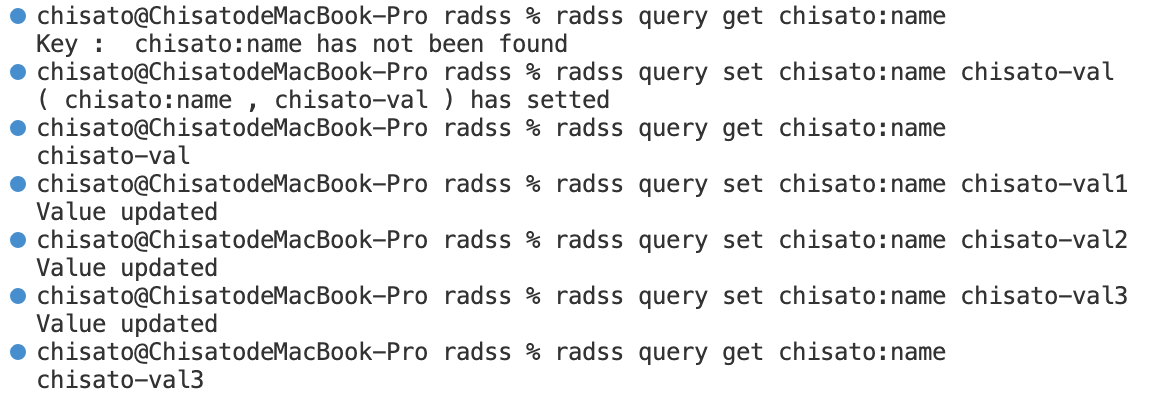 chisato@ChisatodeMacBook-Pro radss % radss query get chisato:name
Key :  chisato:name has not been found
chisato@ChisatodeMacBook-Pro radss % radss query set chisato:name chisato-val
( chisato:name , chisato-val ) has setted
chisato@ChisatodeMacBook-Pro radss % radss query get chisato:name
chisato-val
chisato@ChisatodeMacBook-Pro radss % radss query set chisato:name chisato-val1
Value updated
chisato@ChisatodeMacBook-Pro radss % radss query set chisato:name chisato-val2
Value updated
chisato@ChisatodeMacBook-Pro radss % radss query set chisato:name chisato-val3
Value updated
chisato@ChisatodeMacBook-Pro radss % radss query get chisato:name
chisato-val3